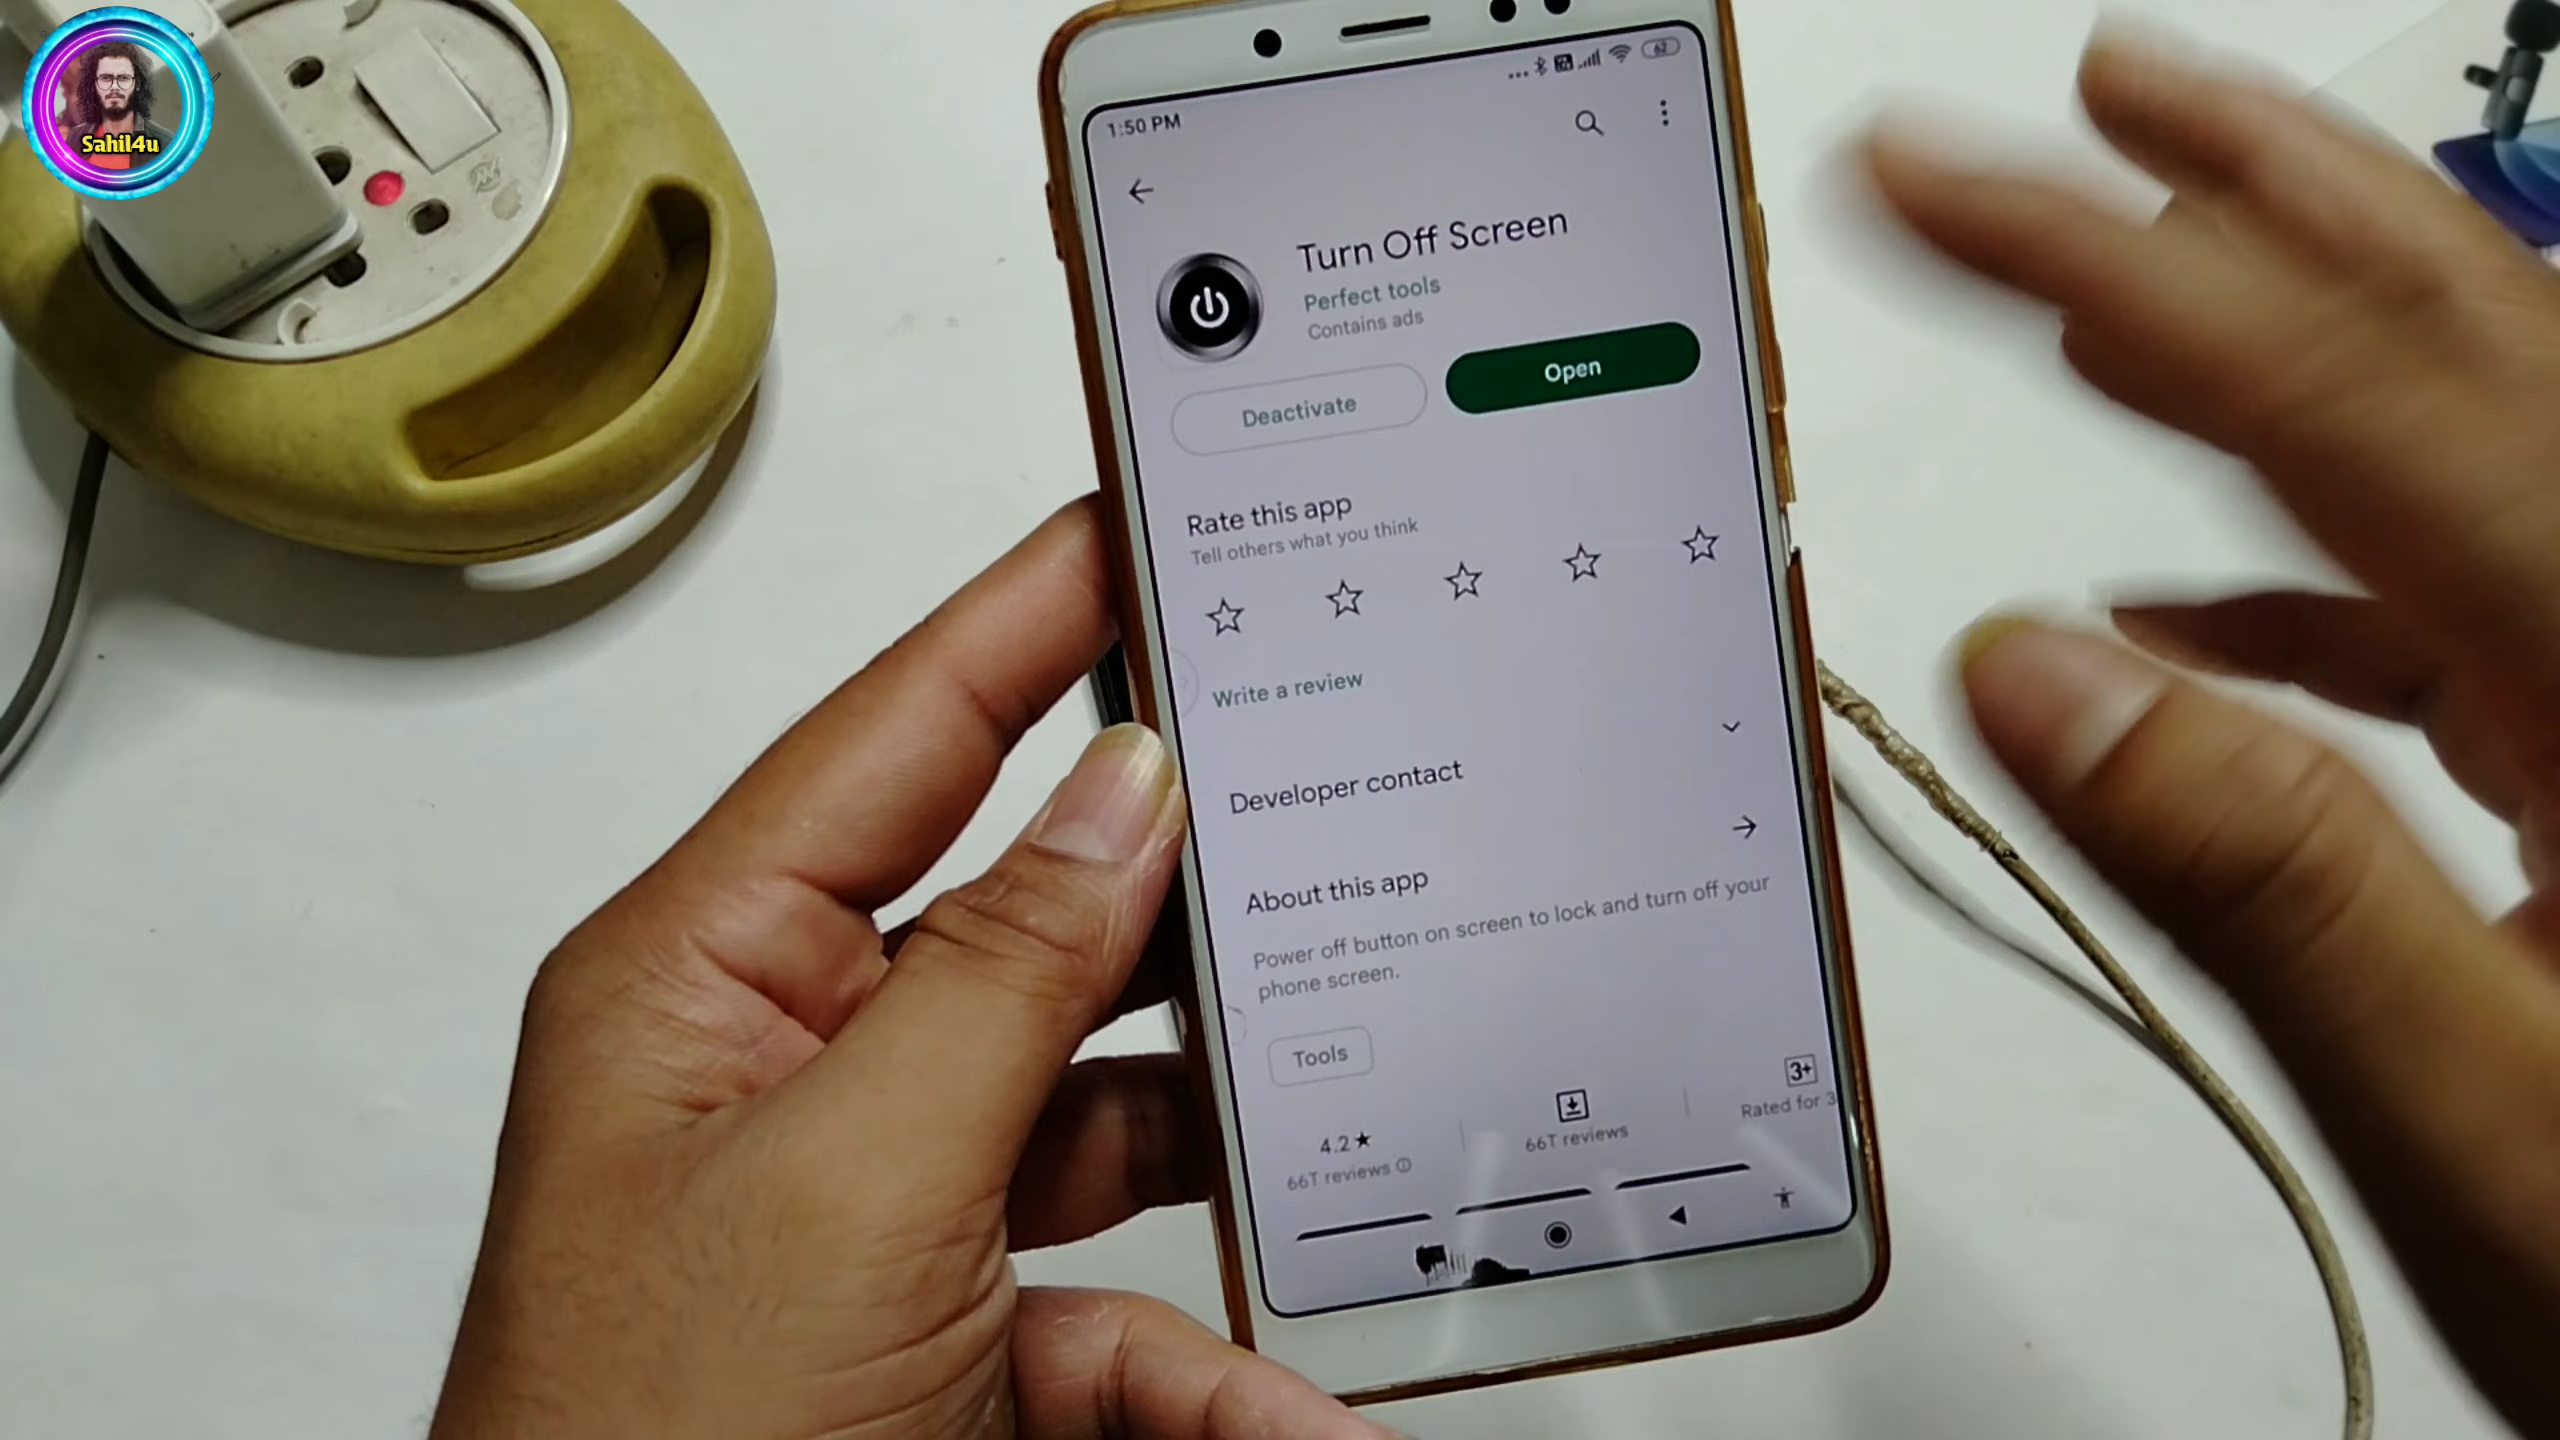 Sahil4u
1:50 PM
62
Turn Off Screen
Perfect tools
Contains ads
Deactivate
Open
Rate this app
Tell others what you think
Write a review
Developer contact
About this app
Power off button on screen to lock and turn off your
phone screen.
Tools
4.2★
66T reviews
66T reviews
3+
Rated for 3